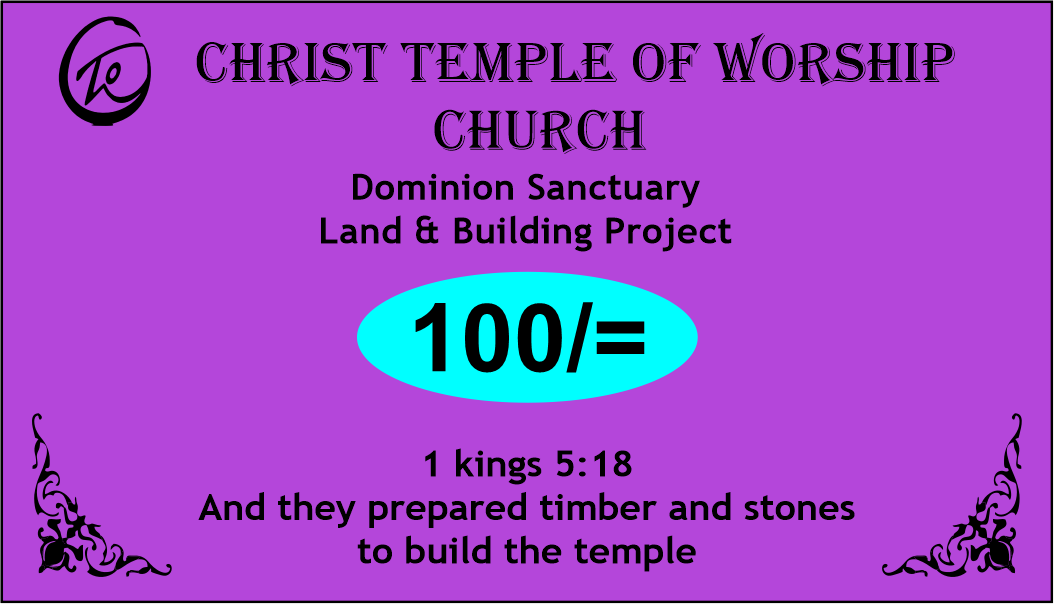 CHRIST TEMPLE OF WORSHIP
CHURCH
Dominion Sanctuary
Land & Building Project
100/=
1 kings 5:18
And they prepared timber and stones
to build the temple